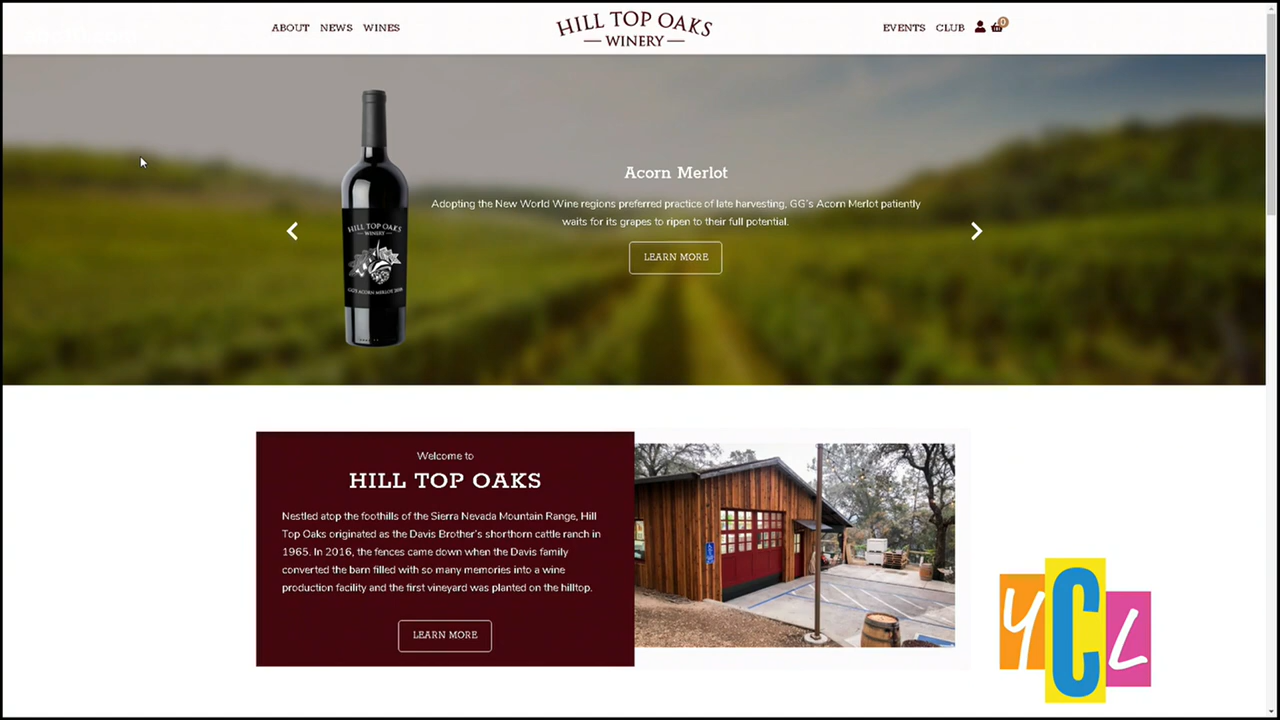 ABOUT NEWS WINES
HILL TOP OAKS
WINERY
EVENTS CLUB 0
Acorn Merlot
Adopting the New World Wine regions preferred practice of late harvesting, GG's Acorn Merlot patiently
waits for its grapes to ripen to their full potential.
LEARN MORE
HILL TOP OAKS
WINERY
GG'S ACORN MERLOT
Welcome to
HILL TOP OAKS
Nestled atop the foothills of the Sierra Nevada Mountain Range, Hill
Top Oaks originated as the Davis Brother's shorthorn cattle ranch in
1965. In 2016, the fences came down when the Davis family
converted the barn filled with so many memories into a wine
production facility and the first vineyard was planted on the hilltop.
LEARN MORE
YCL